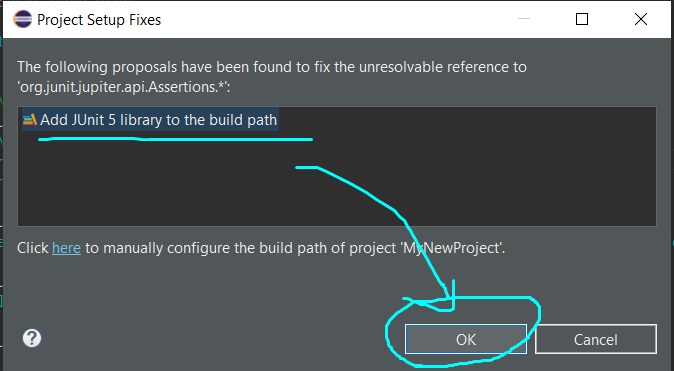 Project Setup Fixes
The following proposals have been found to fix the unresolvable reference to
'org.junit.jupiter.api.Assertions.*':
Add JUnit 5 library to the build path
Click here to manually configure the build path of project 'MyNewProject'.
?
OK
Cancel